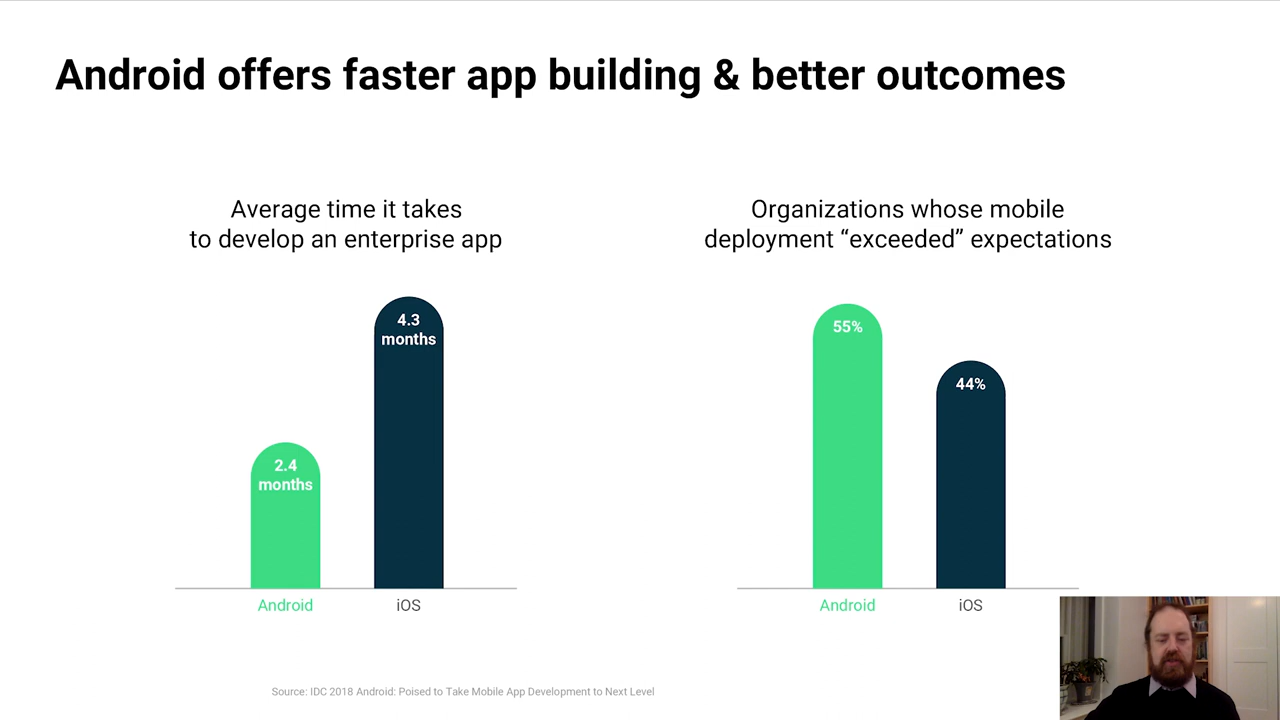 Android offers faster app building & better outcomes
Average time it takes
to develop an enterprise app
4.3
months
2.4
months
Android
iOS
Organizations whose mobile
deployment “exceeded” expectations
55%
44%
Android
iOS
Source: IDC 2018 Android: Poised to Take Mobile App Development to Next Level